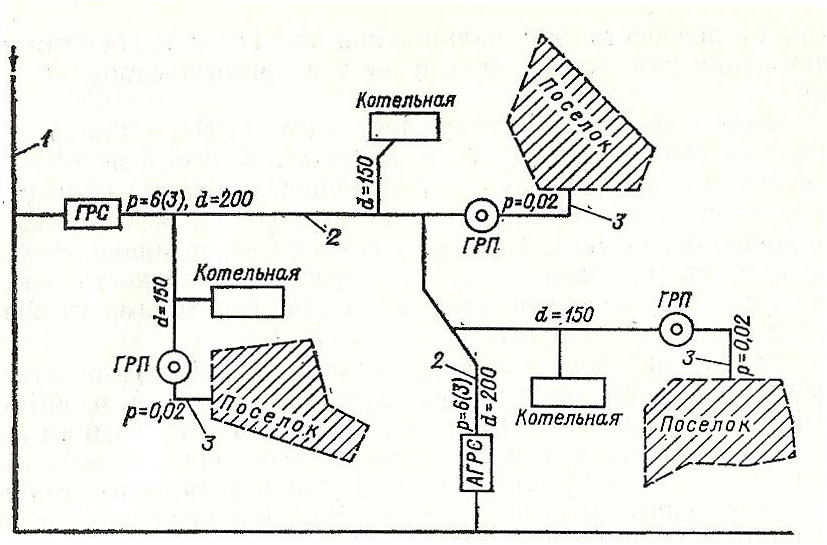 Котельная
Поселок
1
d=150
ГРС
p=6(3), d=200
2
ГРП
p=0,02
3
Котельная
d=150
ГРП
d=150
ГРП
p=0,02
3
2
p=6(3)
d=200
p=0,02
3
Поселок
Котельная
Поселок
АГРС